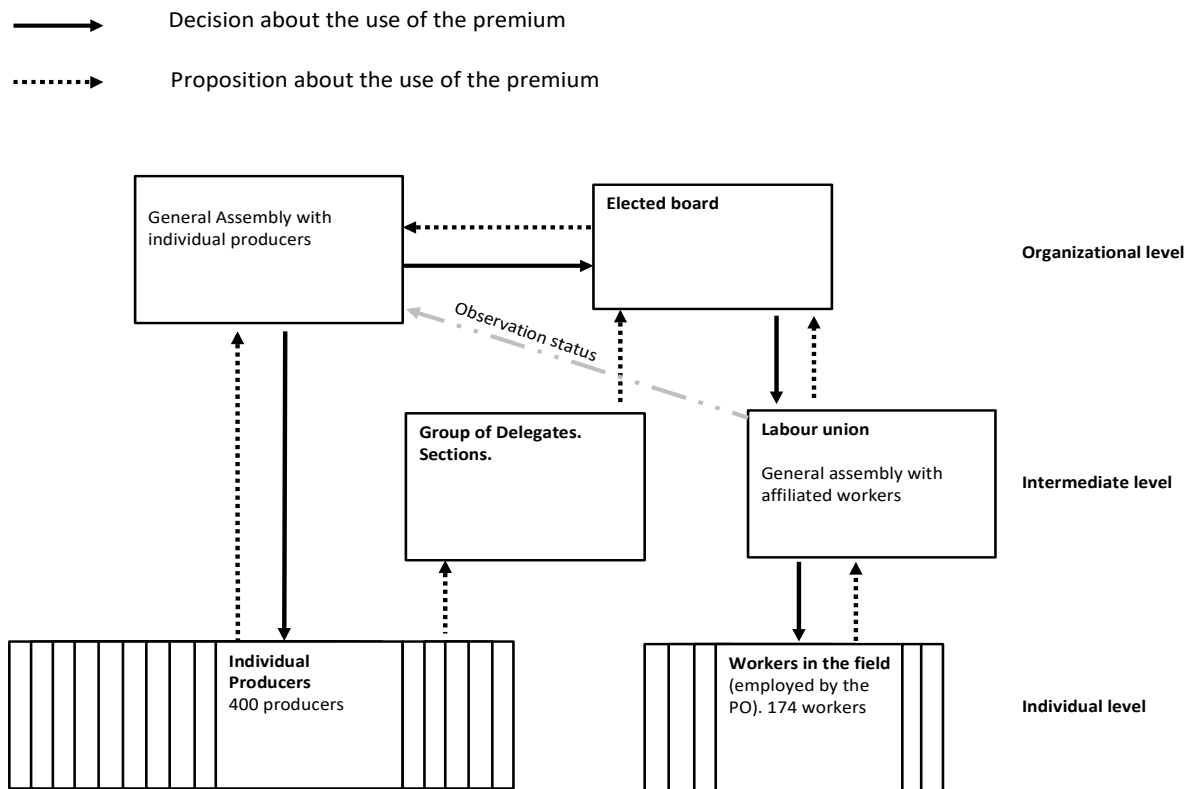 Decision about the use of the premium
Proposition about the use of the premium
General Assembly with
individual producers
Elected board
Organizational level
Observation status
Group of Delegates.
Sections.
Labour union
General assembly with
affiliated workers
Intermediate level
Individual
Producers
400 producers
Workers in the field
(employed by the
PO). 174 workers
Individual level